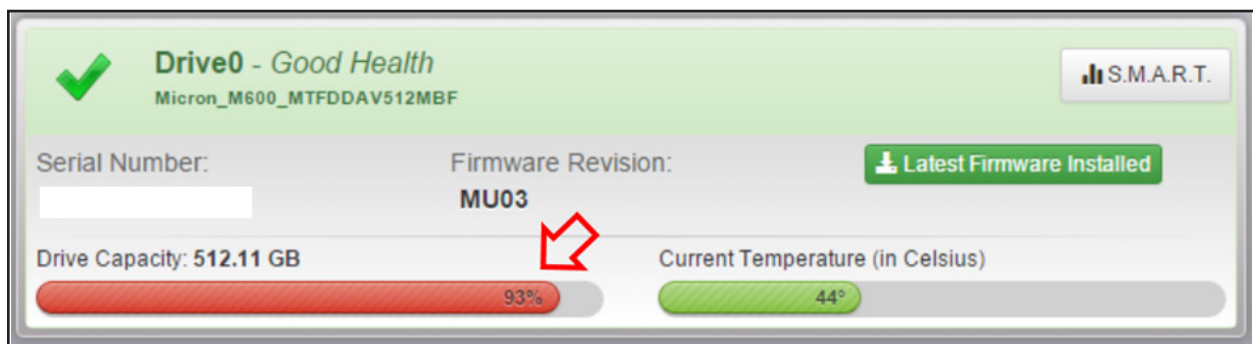 Drive0 - Good Health
Micron_M600_MTFDDAV512MBF
S.M.A.R.T.
Serial Number:
Firmware Revision:
Latest Firmware Installed
MU03
Drive Capacity: 512.11 GB
Current Temperature (in Celsius)
93%
44°